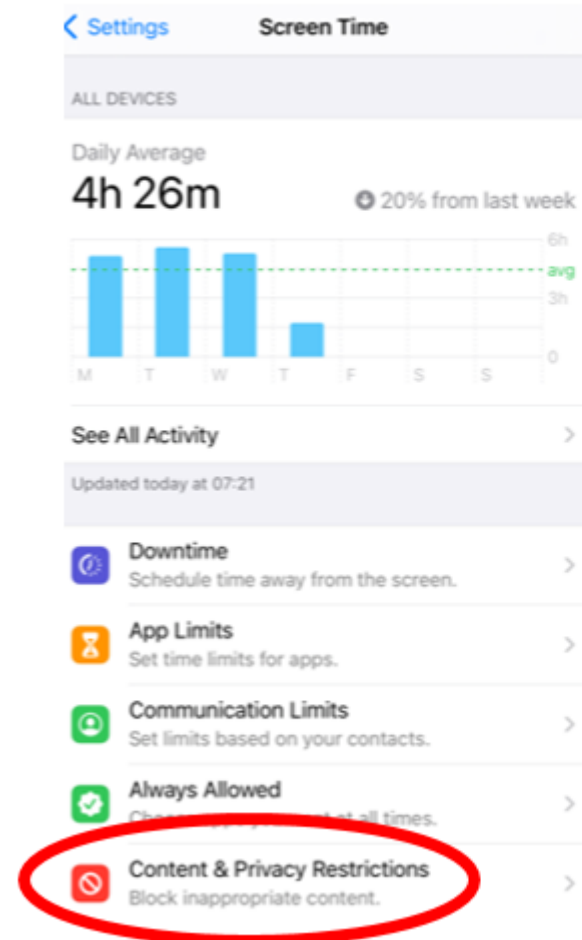 Settings Screen Time
ALL DEVICES
Daily Average
4h 26m 20% from last week
6h
avg
3h
0
M T W T F S S
See All Activity
Updated today at 07:21
Downtime
Schedule time away from the screen.
App Limits
Set time limits for apps.
Communication Limits
Set limits based on your contacts.
Always Allowed
at all times.
Content & Privacy Restrictions
Block inappropriate content.